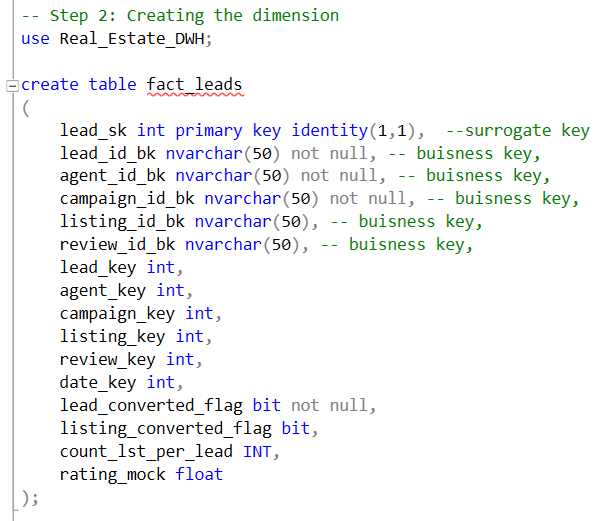 -- Step 2: Creating the dimension
use Real_Estate_DWH;
create table fact_leads
(
lead_sk int primary key identity(1,1),  --surrogate key
lead_id_bk nvarchar(50) not null, -- buisness key,
agent_id_bk nvarchar(50) not null, -- buisness key,
campaign_id_bk nvarchar(50) not null, -- buisness key,
listing_id_bk nvarchar(50), -- buisness key,
review_id_bk nvarchar(50), -- buisness key,
lead_key int,
agent_key int,
campaign_key int,
listing_key int,
review_key int,
date_key int,
lead_converted_flag bit not null,
listing_converted_flag bit,
count_lst_per_lead INT,
rating_mock float
);